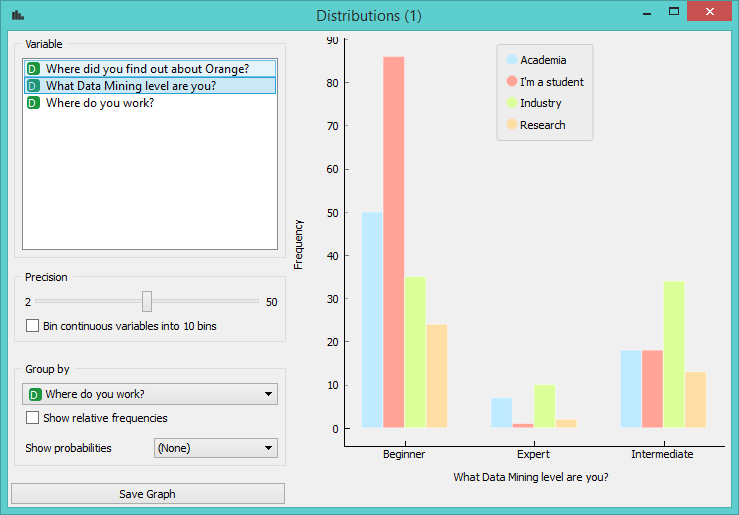 Distributions (1)
Variable
D Where did you find out about Orange?
D What Data Mining level are you?
D Where do you work?
Precision
2 50
Bin continuous variables into 10 bins
Group by
D Where do you work?
Show relative frequencies
Show probabilities (None)
Save Graph
90
80
70
60
50
40
30
20
10
0
Frequency
Academia
I'm a student
Industry
Research
Beginner Expert Intermediate
What Data Mining level are you?